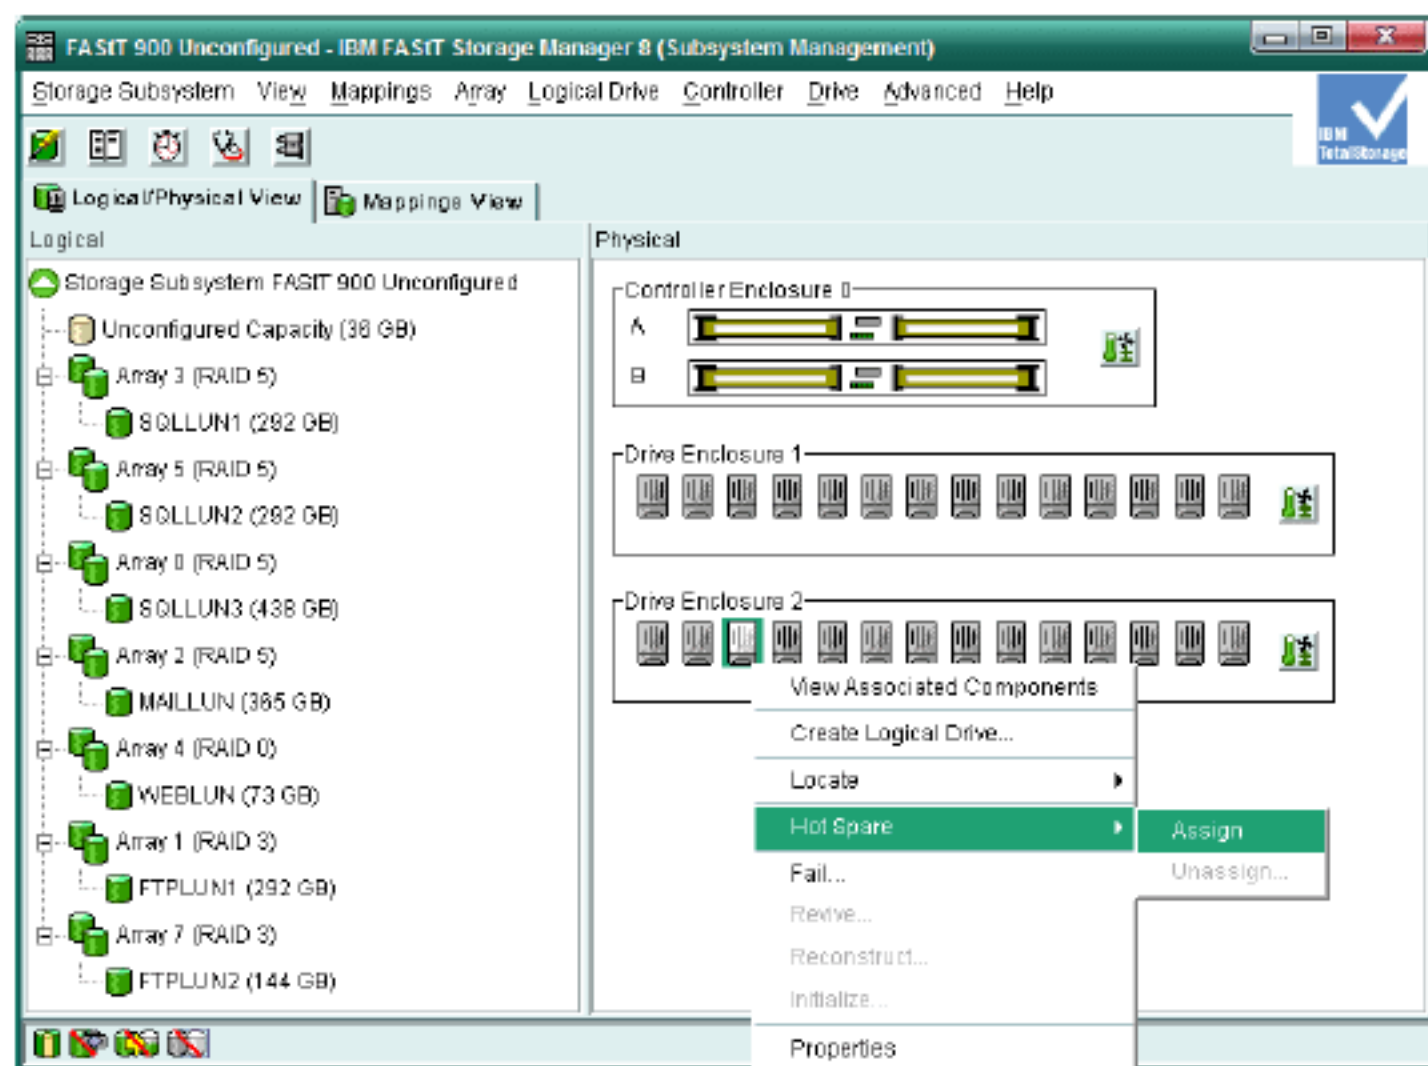 FAStT 900 Unconfigured - IBM FAStT Storage Manager 8 (Subsystem Management)
Storage Subsystem View Mappings Array Logical Drive Controller Drive Advanced Help
IBM
TotalStorage
Logical/Physical View Mappings View
Logical
Physical
Storage Subsystem FAStT 900 Unconfigured
Unconfigured Capacity (36 GB)
Array 3 (RAID 5)
SQLLUN1 (292 GB)
Array 5 (RAID 5)
SQLLUN2 (292 GB)
Array 0 (RAID 5)
SQLLUN3 (438 GB)
Array 2 (RAID 5)
MAILLUN (365 GB)
Array 4 (RAID 0)
WEBLUN (73 GB)
Array 1 (RAID 3)
FTPLUN1 (292 GB)
Array 7 (RAID 3)
FTPLUN2 (144 GB)
Controller Enclosure 0
A
B
Drive Enclosure 1
Drive Enclosure 2
View Associated Components
Create Logical Drive...
Locate
Hot Spare
Assign
Unassign...
Fail...
Revive...
Reconstruct...
Initialize...
Properties